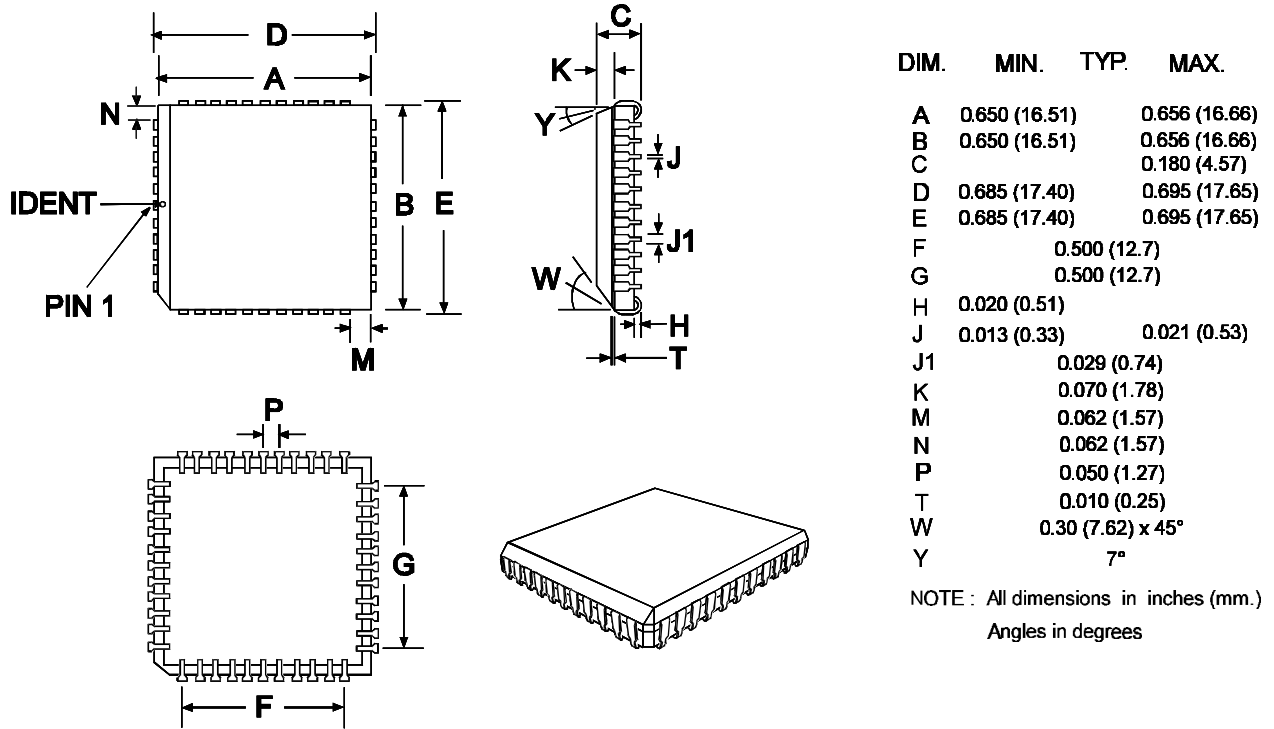 D
A
N
IDENT
PIN 1
B
E
M
C
K
Y
J
J1
W
H
T
P
G
F
DIM. MIN. TYP. MAX.
A 0.650 (16.51) 0.656 (16.66)
B 0.650 (16.51) 0.656 (16.66)
C 0.180 (4.57)
D 0.685 (17.40) 0.695 (17.65)
E 0.685 (17.40) 0.695 (17.65)
F 0.500 (12.7)
G 0.500 (12.7)
H 0.020 (0.51)
J 0.013 (0.33) 0.021 (0.53)
J1 0.029 (0.74)
K 0.070 (1.78)
M 0.062 (1.57)
N 0.062 (1.57)
P 0.050 (1.27)
T 0.010 (0.25)
W 0.30 (7.62) x 45°
Y 7°
NOTE : All dimensions in inches (mm.)
Angles in degrees